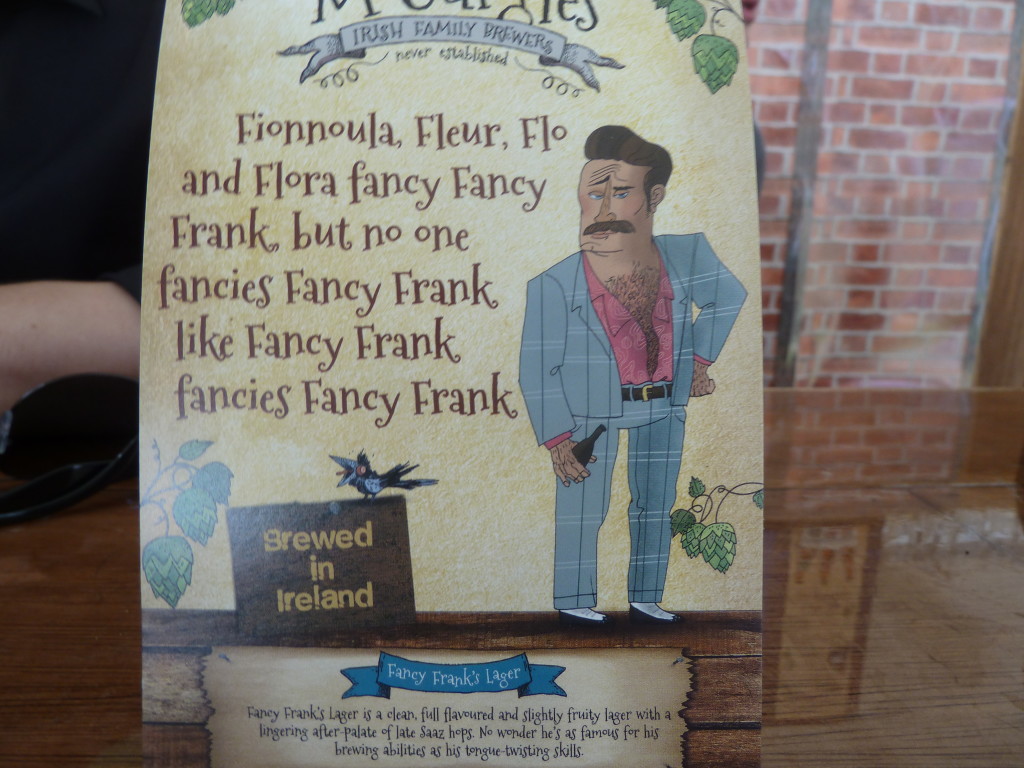 McGargles
IRISH FAMILY BREWERS
never established
Fionnoula, Fleur, Flo
and Flora fancy Fancy
Frank, but no one
fancies Fancy Frank
like Fancy Frank
fancies Fancy Frank.
Brewed
in
Ireland
Fancy Frank's Lager
Fancy Frank's Lager is a clean, full flavoured and slightly fruity lager with a
lingering after-palate of late Saaz hops. No wonder he's as famous for his
brewing abilities as his tongue-twisting skills.